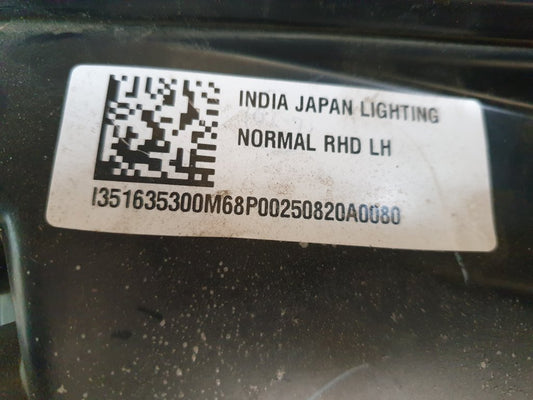 INDIA JAPAN LIGHTING
NORMAL RHD LH
I351635300M68P00250820A0080